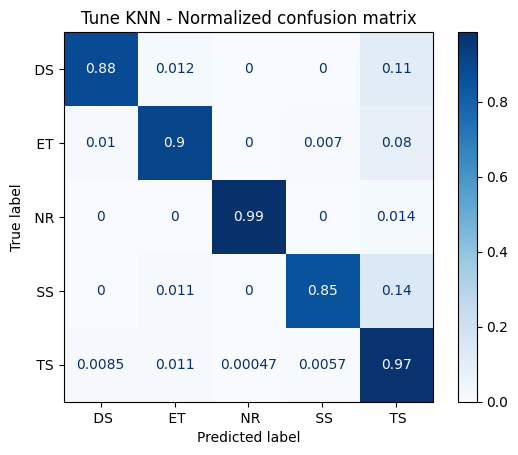 Tune KNN - Normalized confusion matrix
DS 0.88 0.012 0 0 0.11
ET 0.01 0.9 0 0.007 0.08
NR 0 0 0.99 0 0.014
SS 0 0.011 0 0.85 0.14
TS 0.0085 0.011 0.00047 0.0057 0.97
DS ET NR SS TS
True label
Predicted label
0.8
0.6
0.4
0.2
0.0